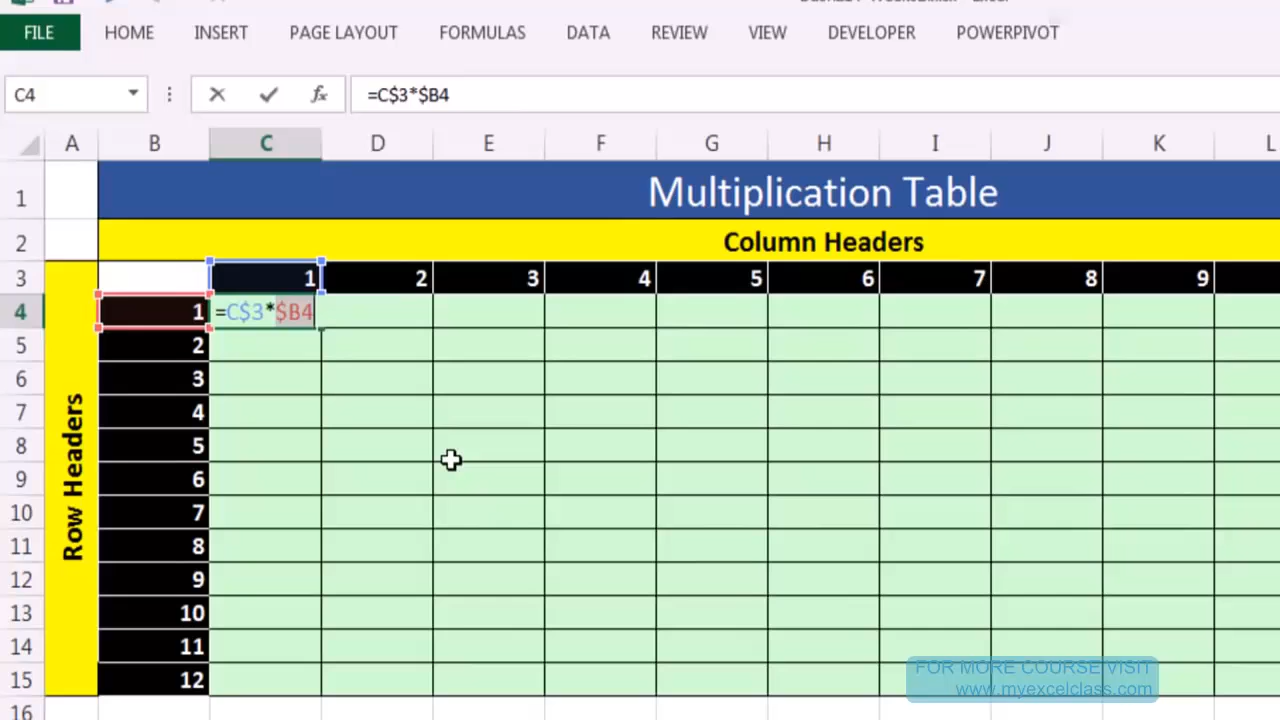 FILE HOME INSERT PAGE LAYOUT FORMULAS DATA REVIEW VIEW DEVELOPER POWERPIVOT
C4 fx =C$3*$B4
A B C D E F G H I J K L
1 Multiplication Table
2 Column Headers
3 1 2 3 4 5 6 7 8 9
4 1 =C$3*$B4
5 2
6 3
7 4
8 5
9 6
10 7
11 8
12 9
13 10
14 11
15 12
16
Row Headers
FOR MORE COURSE VISIT
www.myexcelclass.com